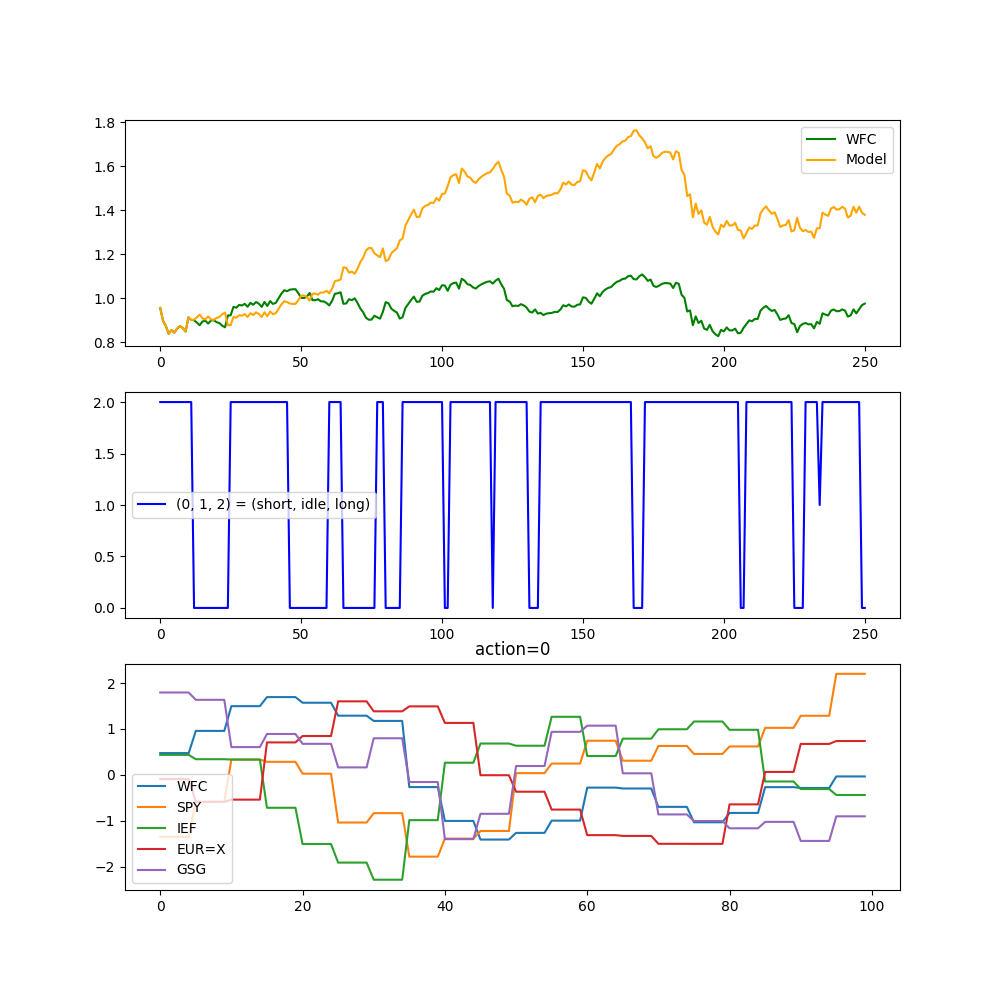 1.8
1.6
1.4
1.2
1.0
0.8
WFC
Model
0 50 100 150 200 250
2.0
1.5
1.0
0.5
0.0
(0, 1, 2) = (short, idle, long)
0 50 100 150 200 250
action=0
2
1
0
−1
−2
WFC
SPY
IEF
EUR=X
GSG
0 20 40 60 80 100